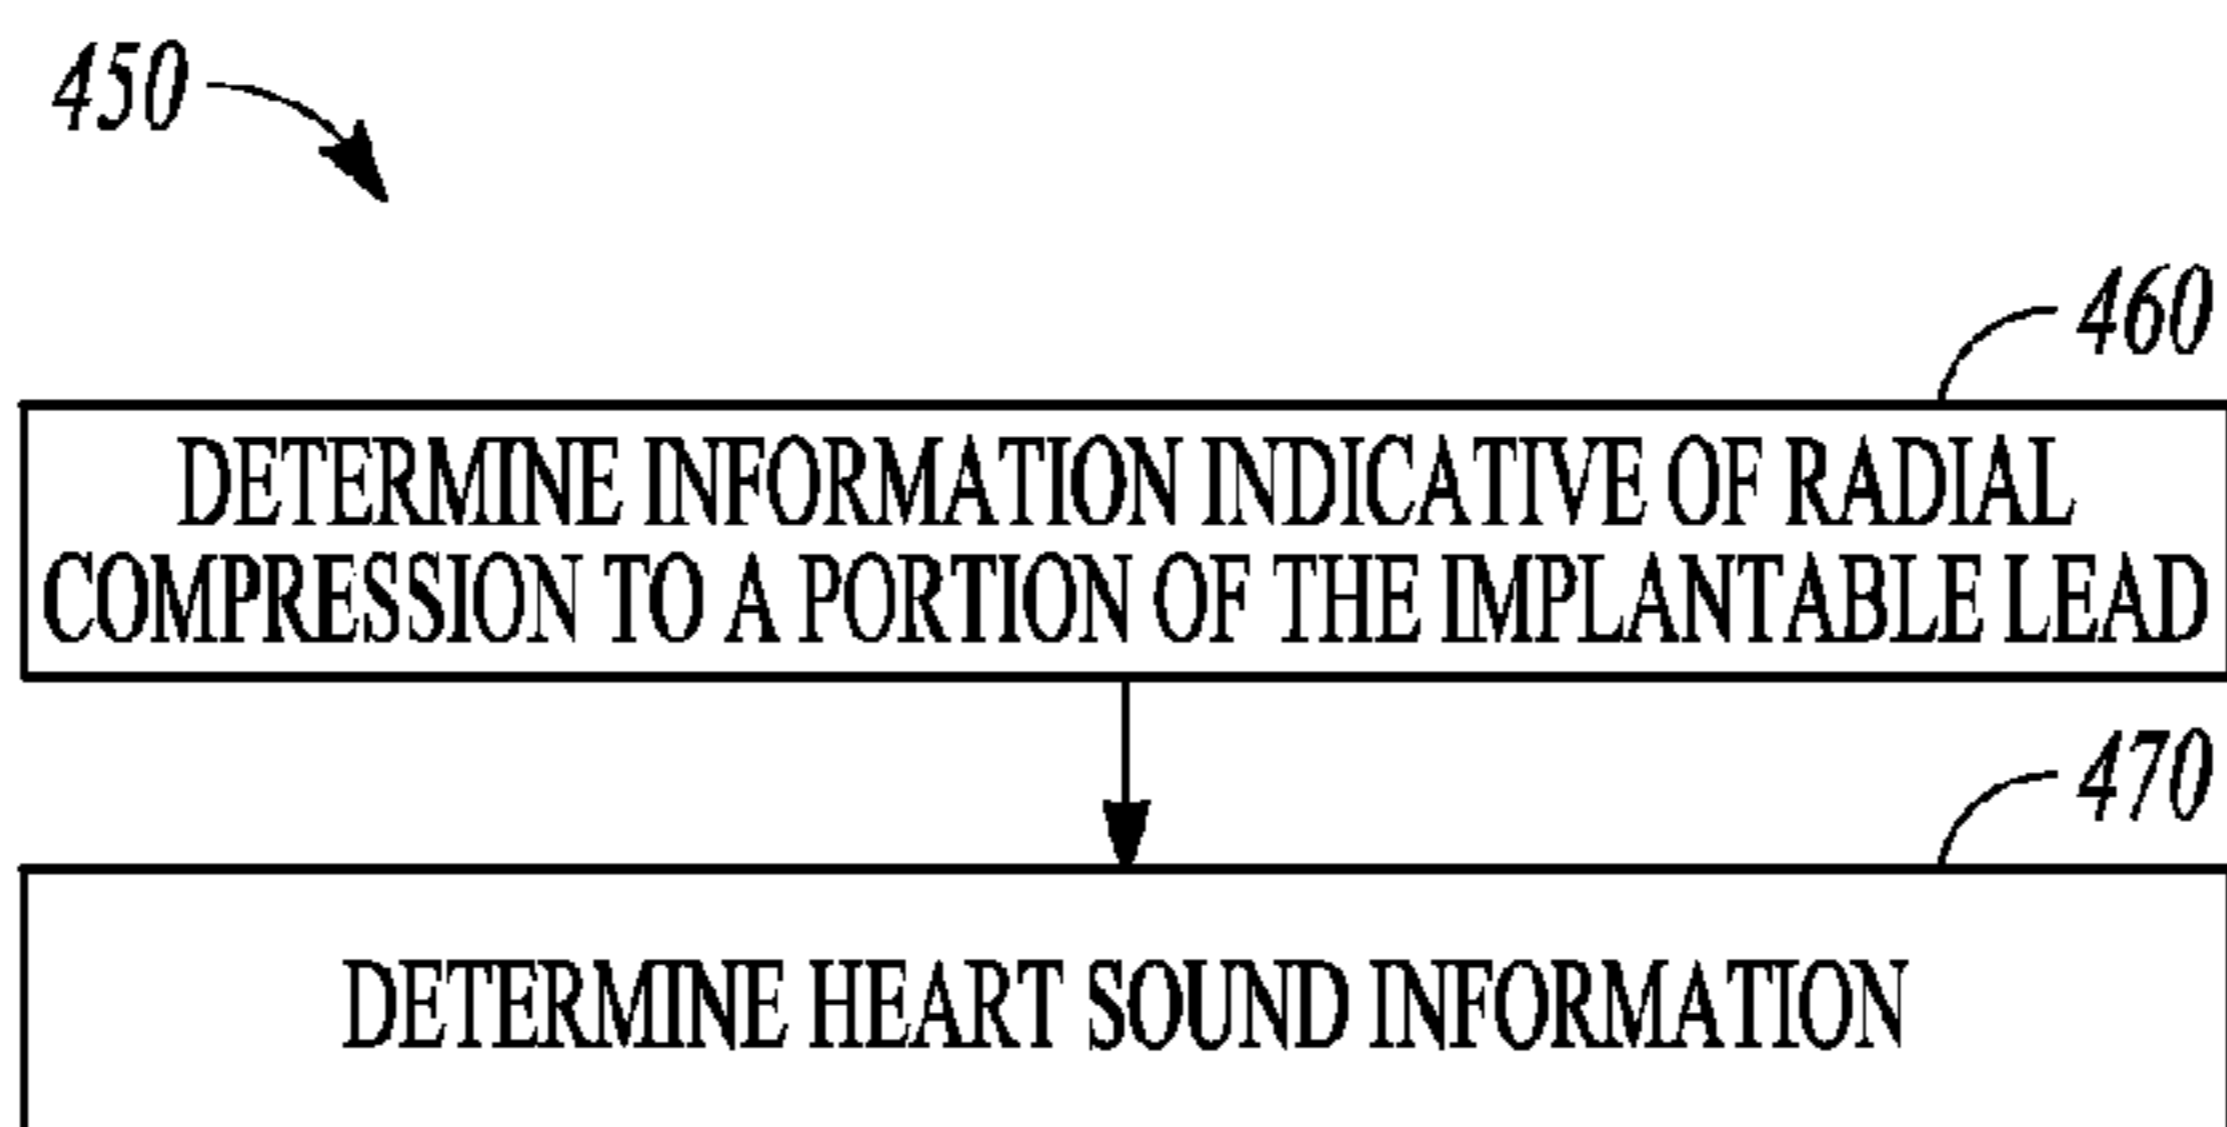 450
460
DETERMINE INFORMATION INDICATIVE OF RADIAL
COMPRESSION TO A PORTION OF THE IMPLANTABLE LEAD
470
DETERMINE HEART SOUND INFORMATION